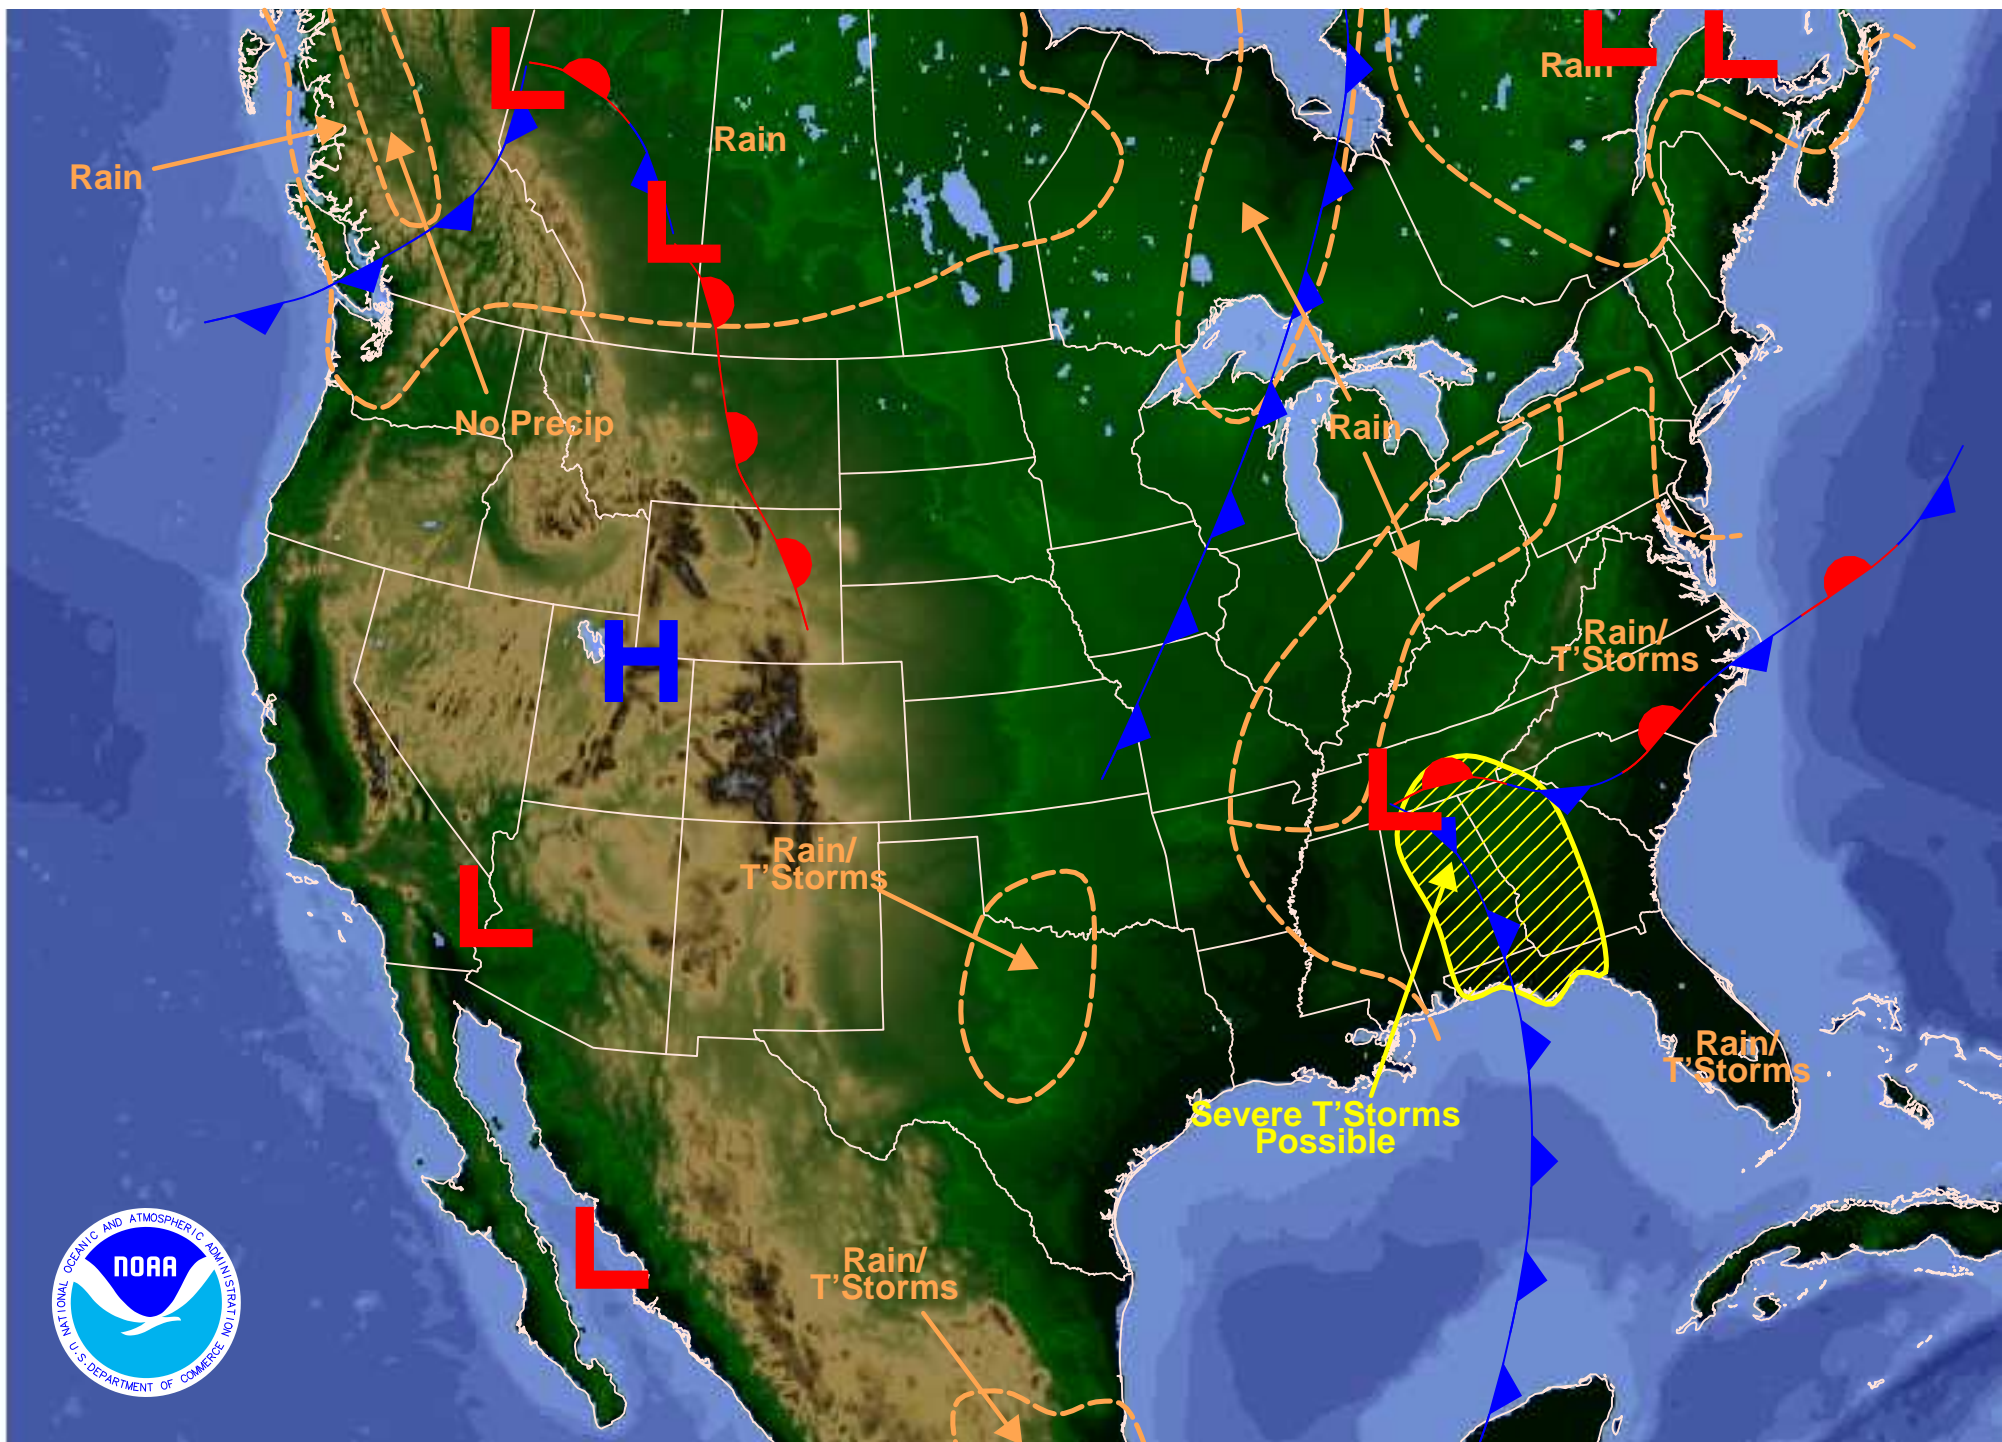 L
L
L
Rain
Rain
Rain
L
No Precip
Rain
H
Rain/
T'Storms
L
Rain/
T'Storms
L
Rain/
T'Storms
Severe T'Storms
Possible
L
Rain/
T'Storms
NATIONAL OCEANIC AND ATMOSPHERIC ADMINISTRATION
NOAA
U.S. DEPARTMENT OF COMMERCE